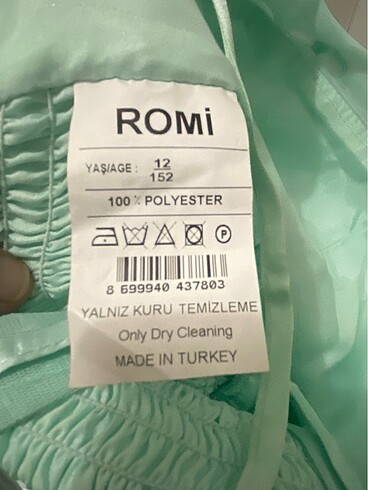 ROMİ
YAŞ/AGE : 12
152
100 % POLYESTER
P
8 699940 437803
YALNIZ KURU TEMİZLEME
Only Dry Cleaning
MADE IN TURKEY